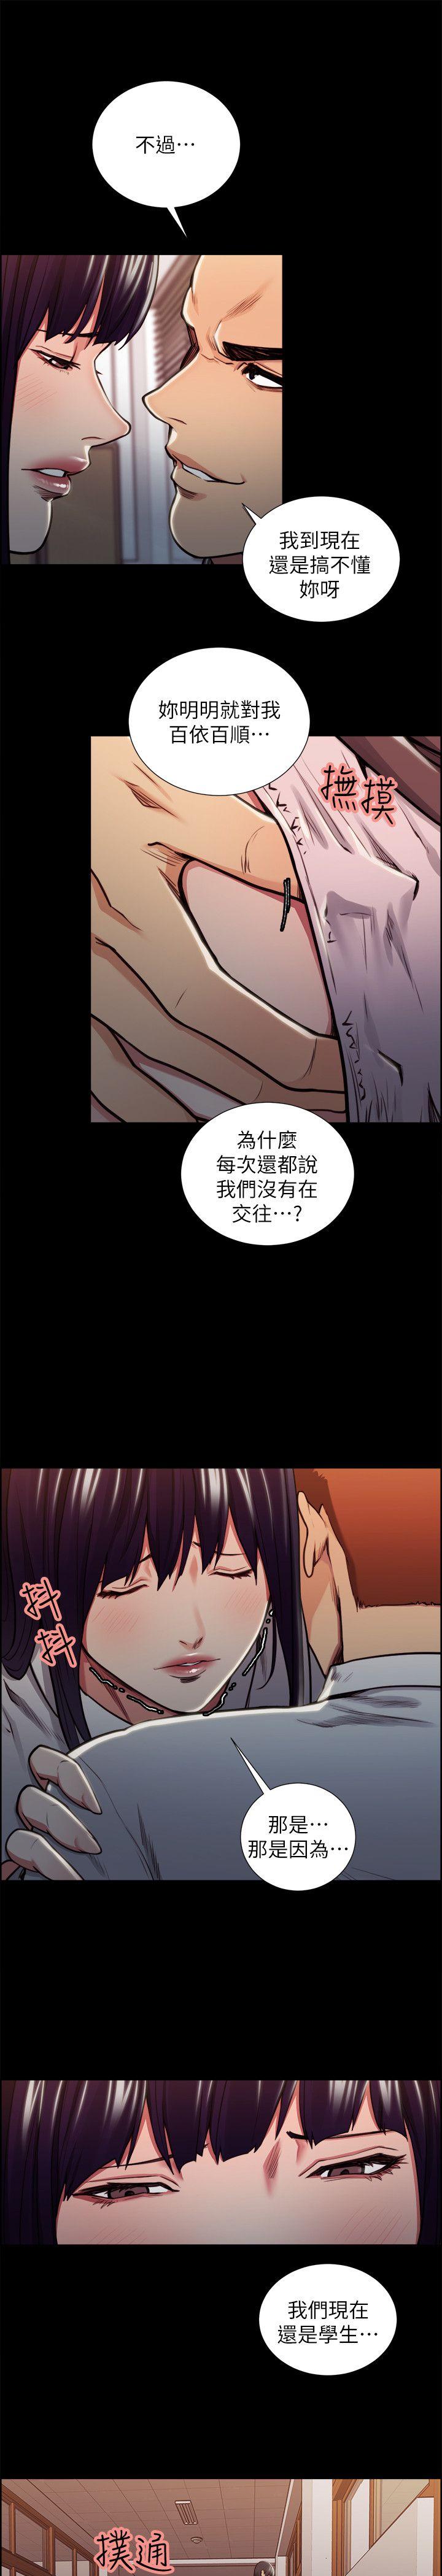 不過…
我到現在
還是搞不懂
妳呀
妳明明就對我
百依百順…
撫摸
為什麼
每次還都說
我們沒有在
交往…?
抖
抖
那是…
那是因為…
我們現在
還是學生…
撲通